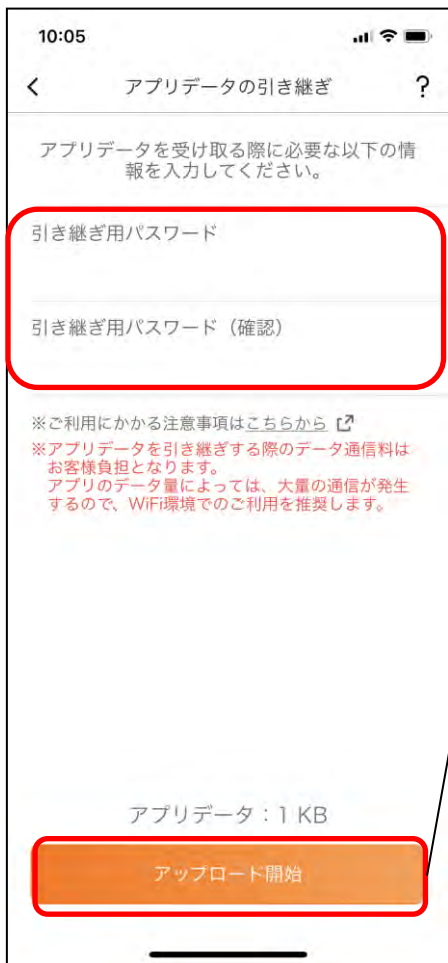 10:05
アプリデータの引き継ぎ ?
アプリデータを受け取る際に必要な以下の情
報を入力してください。
引き継ぎ用パスワード
引き継ぎ用パスワード（確認）
※ご利用にかかる注意事項はこちらから
※アプリデータを引き継ぎする際のデータ通信料は
お客様負担となります。
アプリのデータ量によっては、大量の通信が発生
するので、WiFi環境でのご利用を推奨します。
アプリデータ：1 KB
アップロード開始